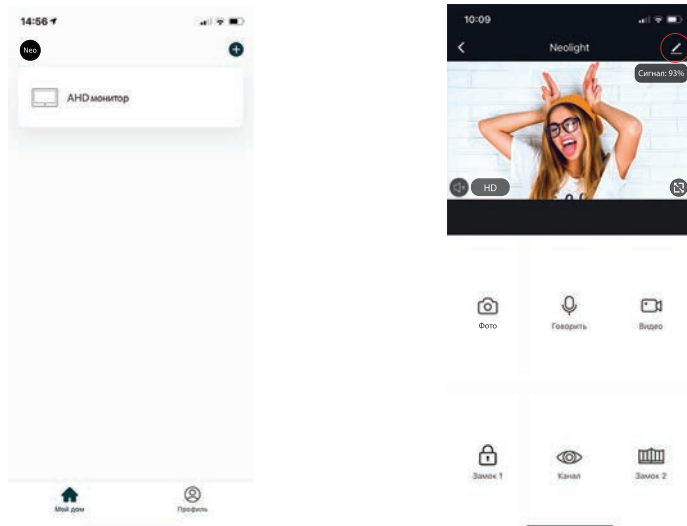 14:56
Neo
AHD монитор
Мой дом
Профиль
10:09
Neolight
Сигнал: 93%
HD
Фото
Говорить
Видео
Замок 1
Канал
Замок 2